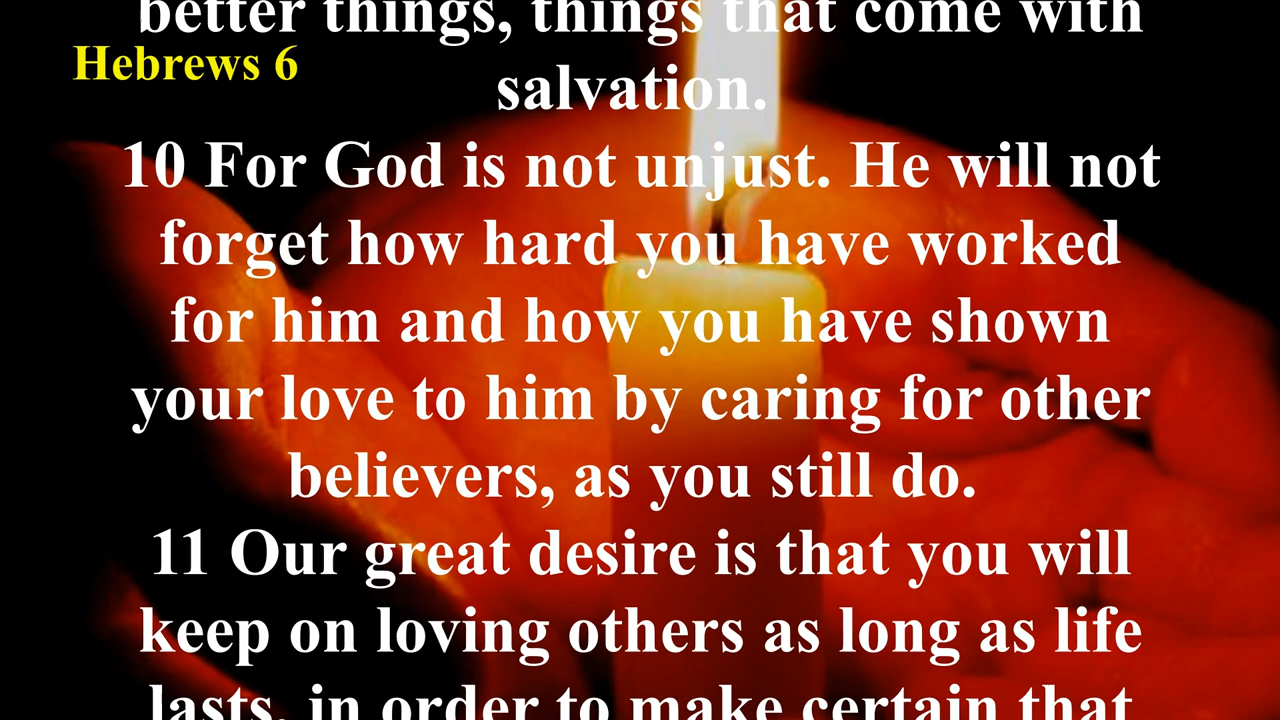 better things, things that come with
Hebrews 6
salvation.
10 For God is not unjust. He will not
forget how hard you have worked
for him and how you have shown
your love to him by caring for other
believers, as you still do.
11 Our great desire is that you will
keep on loving others as long as life
lasts, in order to make certain that